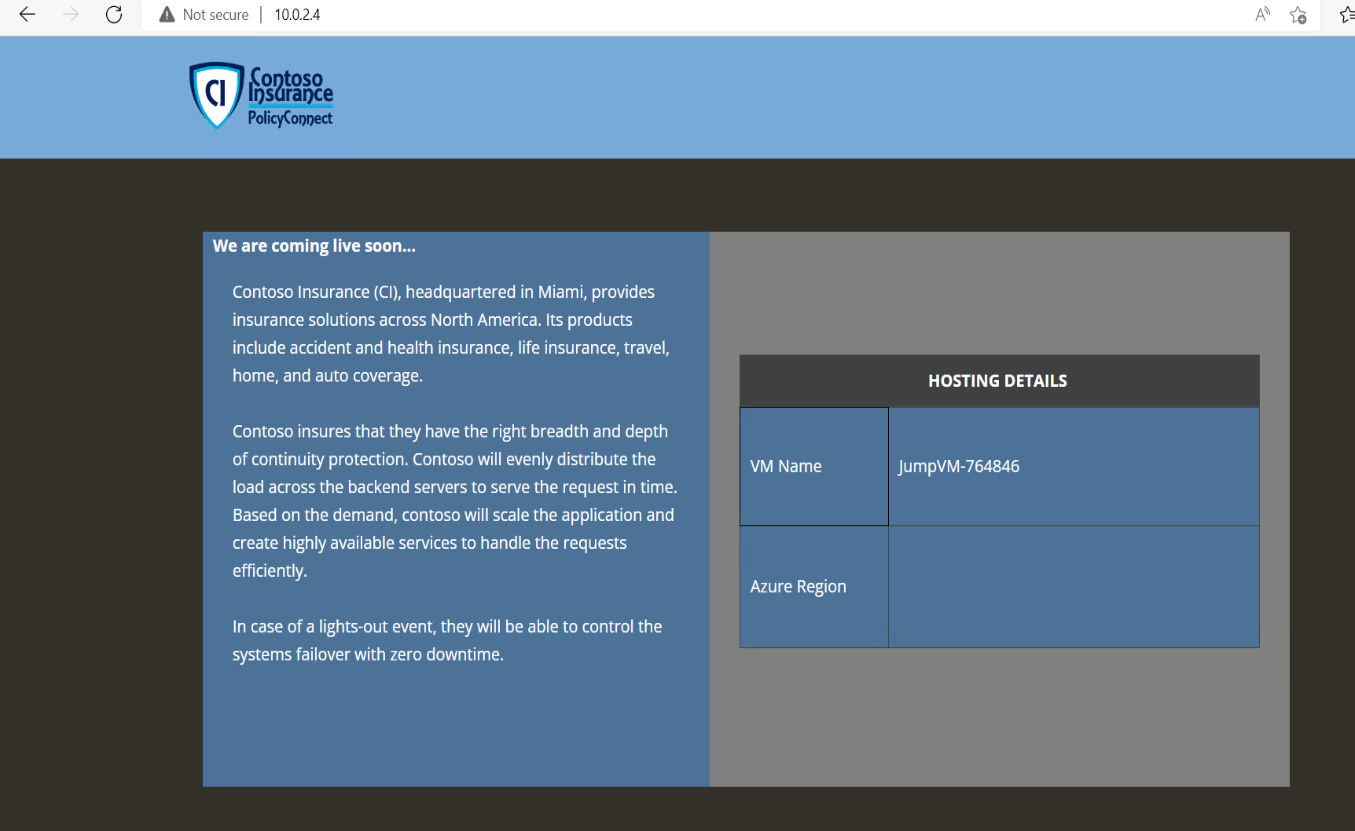 Not secure | 10.0.2.4
CI
Contoso
Insurance
PolicyConnect
We are coming live soon...
Contoso Insurance (CI), headquartered in Miami, provides
insurance solutions across North America. Its products
include accident and health insurance, life insurance, travel,
home, and auto coverage.
Contoso insures that they have the right breadth and depth
of continuity protection. Contoso will evenly distribute the
load across the backend servers to serve the request in time.
Based on the demand, contoso will scale the application and
create highly available services to handle the requests
efficiently.
In case of a lights-out event, they will be able to control the
systems failover with zero downtime.
HOSTING DETAILS
VM Name JumpVM-764846
Azure Region